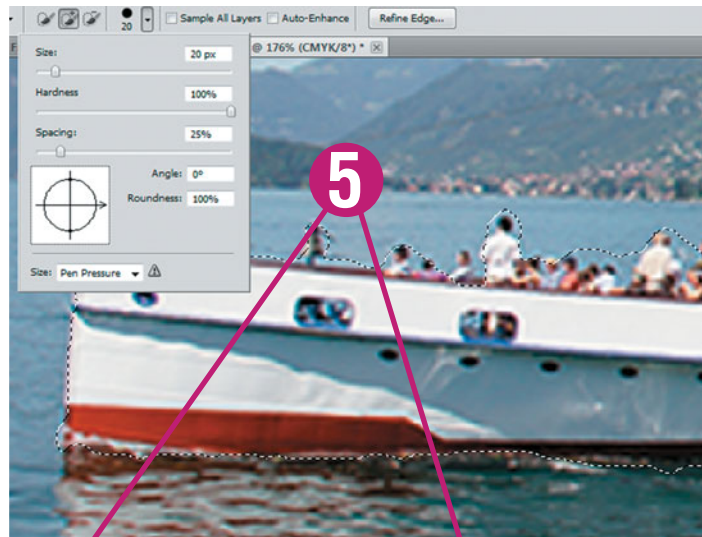 20 Sample All Layers Auto-Enhance Refine Edge...
@ 176% (CMYK/8*) *
Size: 20 px
Hardness 100%
Spacing: 25%
Angle: 0°
Roundness: 100%
Size: Pen Pressure
5